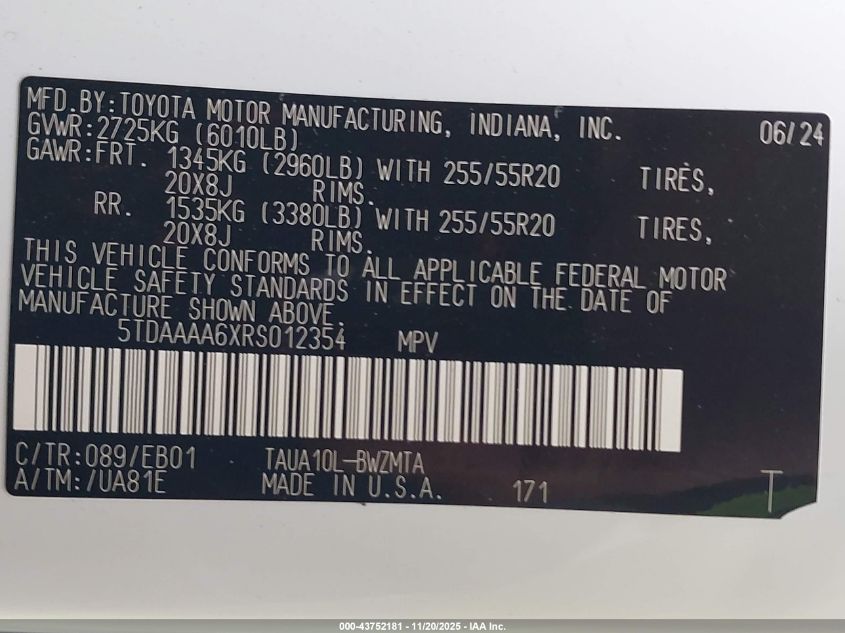 MFD.BY:TOYOTA MOTOR MANUFACTURING, INDIANA, INC. 06/24
GVWR:2725KG (6010LB)
GAWR:FRT. 1345KG (2960LB) WITH 255/55R20 TIRES,
20X8J RIMS.
RR. 1535KG (3380LB) WITH 255/55R20 TIRES,
20X8J RIMS.
THIS VEHICLE CONFORMS TO ALL APPLICABLE FEDERAL MOTOR
VEHICLE SAFETY STANDARDS IN EFFECT ON THE DATE OF
MANUFACTURE SHOWN ABOVE.
5TDAAAA6XRS012354 MPV
C/TR:089/EB01 TAUA10L-BWZMTA
A/TM:/UA81E MADE IN U.S.A. 171 T
000-43752181 - 11/20/2025 - IAA Inc.